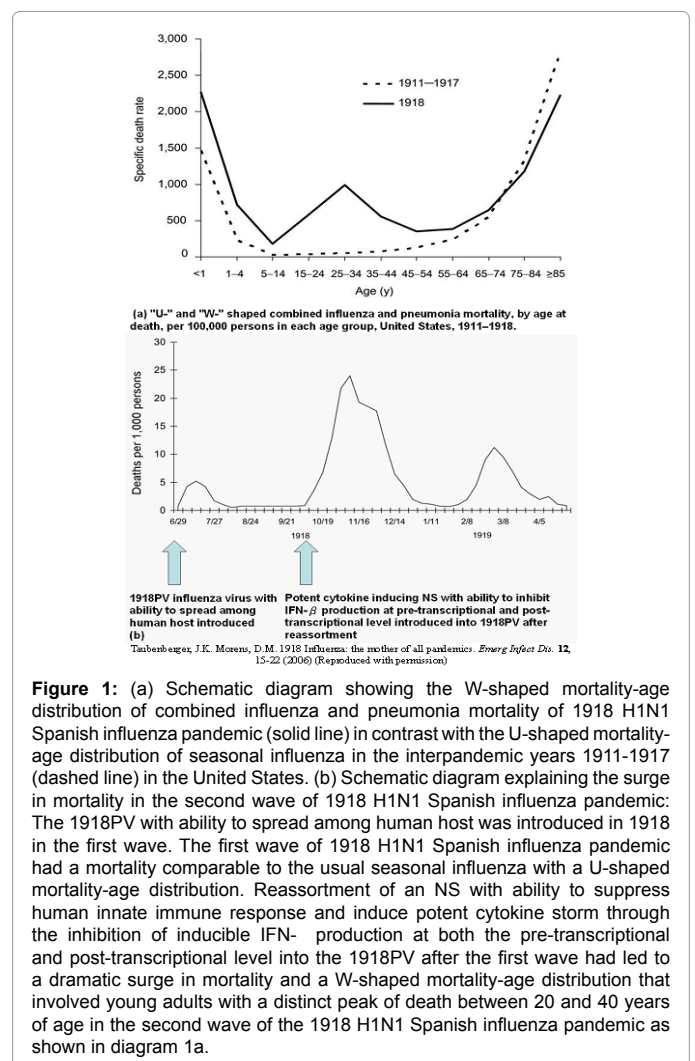 3,000
2,500
2,000
1,500
1,000
500
0
Specific death rate
1911—1917
1918
<1 1–4 5–14 15–24 25–34 35–44 45–54 55–64 65–74 75–84 ≥85
Age (y)
(a) "U-" and "W-" shaped combined influenza and pneumonia mortality, by age at
death, per 100,000 persons in each age group, United States, 1911–1918.
30
25
20
15
10
5
0
Deaths per 1,000 persons
6/29 7/27 8/24 9/21 10/19 11/16 12/14 1/11 2/8 3/8 4/5
1918 1919
1918PV influenza virus with
ability to spread among
human host introduced
(b)
Potent cytokine inducing NS with ability to inhibit
IFN-β production at pre-transcriptional and post-
transcriptional level introduced into 1918PV after
reassortment
Taubenberger, J.K. Morens, D.M. 1918 Influenza: the mother of all pandemics. Emerg Infect Dis. 12,
15-22 (2006) (Reproduced with permission)
Figure 1: (a) Schematic diagram showing the W-shaped mortality-age
distribution of combined influenza and pneumonia mortality of 1918 H1N1
Spanish influenza pandemic (solid line) in contrast with the U-shaped mortality-
age distribution of seasonal influenza in the interpandemic years 1911-1917
(dashed line) in the United States. (b) Schematic diagram explaining the surge
in mortality in the second wave of 1918 H1N1 Spanish influenza pandemic:
The 1918PV with ability to spread among human host was introduced in 1918
in the first wave. The first wave of 1918 H1N1 Spanish influenza pandemic
had a mortality comparable to the usual seasonal influenza with a U-shaped
mortality-age distribution. Reassortment of an NS with ability to suppress
human innate immune response and induce potent cytokine storm through
the inhibition of inducible IFN- production at both the pre-transcriptional
and post-transcriptional level into the 1918PV after the first wave had led to
a dramatic surge in mortality and a W-shaped mortality-age distribution that
involved young adults with a distinct peak of death between 20 and 40 years
of age in the second wave of the 1918 H1N1 Spanish influenza pandemic as
shown in diagram 1a.